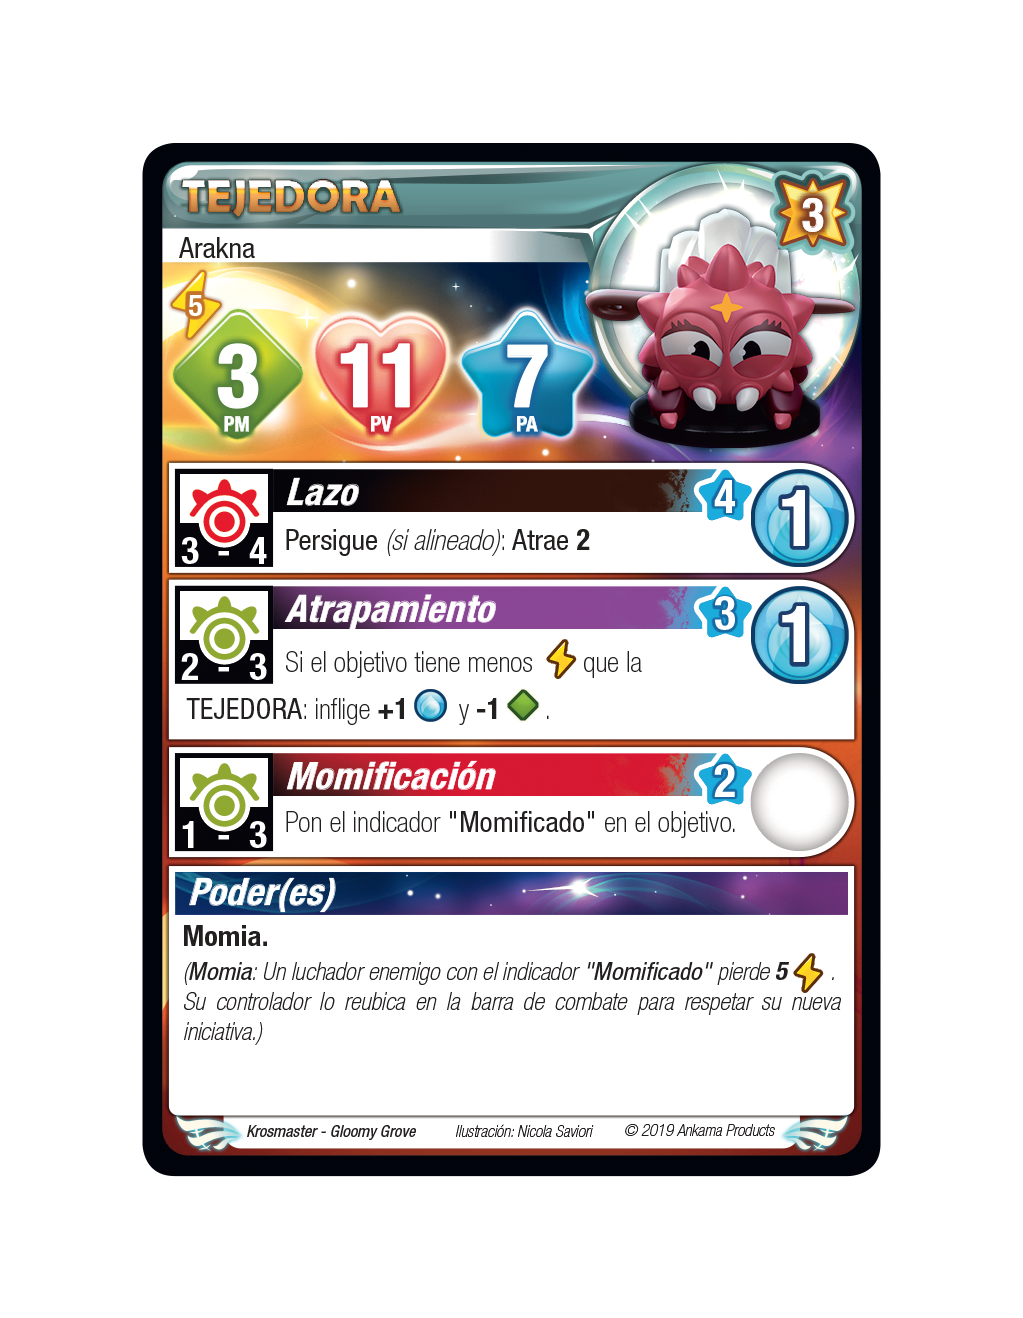 TEJEDORA
3
Arakna
5
3
PM
11
PV
7
PA
Lazo
4
1
3 - 4
Persigue (si alineado): Atrae 2
Atrapamiento
3
1
2 - 3
Si el objetivo tiene menos que la
TEJEDORA: inflige +1 y -1 .
Momificación
2
1 - 3
Pon el indicador "Momificado" en el objetivo.
Poder(es)
Momia.
(Momia: Un luchador enemigo con el indicador "Momificado" pierde 5 .
Su controlador lo reubica en la barra de combate para respetar su nueva
iniciativa.)
Krosmaster - Gloomy Grove Ilustración: Nicola Saviori © 2019 Ankama Products